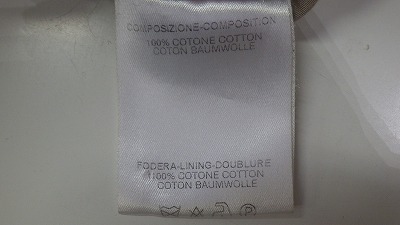 COMPOSIZIONE-COMPOSITION
100% COTONE COTTON
COTON BAUMWOLLE
FODERA-LINING-DOUBLURE
100% COTONE COTTON
COTON BAUMWOLLE